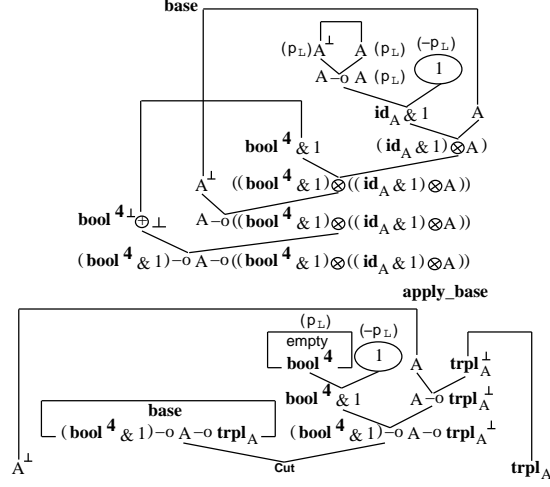 base
(p_L) A^⊥ A (p_L) (-p_L)
A-o A (p_L) 1
id_A & 1 A
bool^4 & 1 (id_A & 1)⊗A)
A^⊥ ((bool^4 & 1)⊗((id_A & 1)⊗A))
bool^4⊥ ⊕ ⊥ A-o((bool^4 & 1)⊗((id_A & 1)⊗A))
(bool^4 & 1)-o A-o((bool^4 & 1)⊗((id_A & 1)⊗A))
apply_base
(p_L) (-p_L)
empty
bool^4 1 A trpl_A^⊥
bool^4 & 1 A-o trpl_A^⊥
base
(bool^4 & 1)-o A-o trpl_A (bool^4 & 1)-o A-o trpl_A^⊥
A^⊥ Cut trpl_A